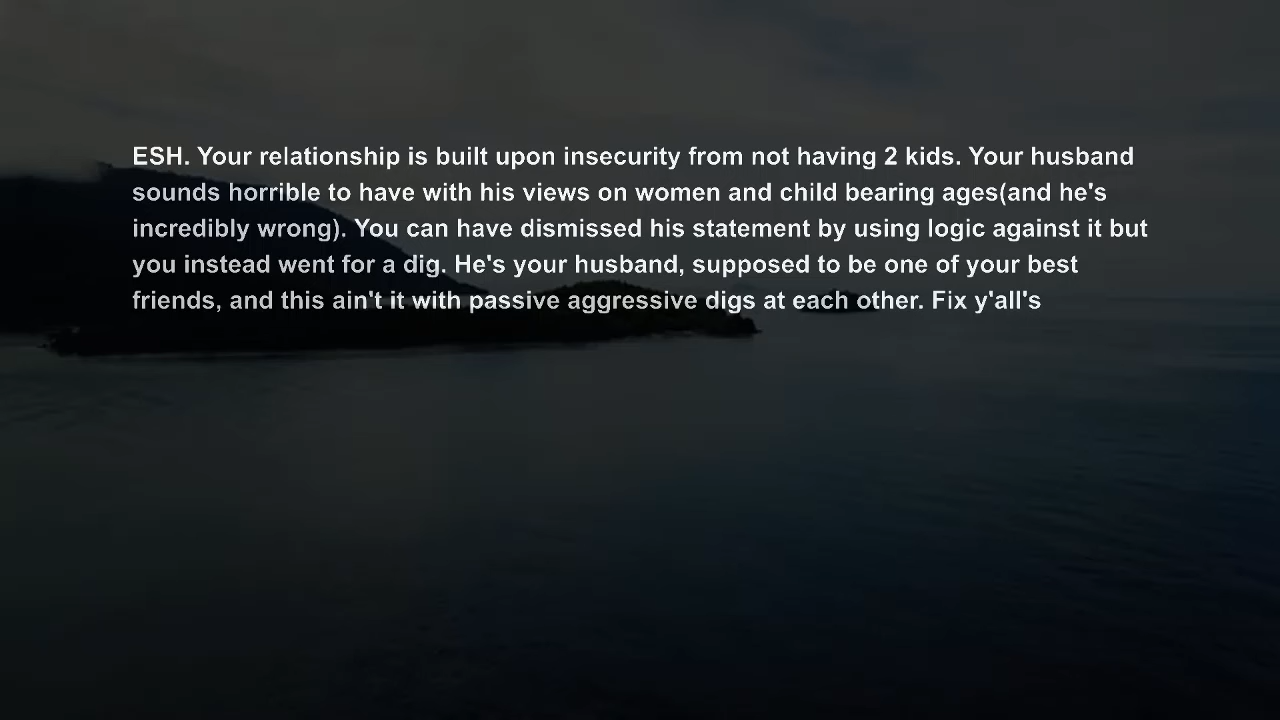 ESH. Your relationship is built upon insecurity from not having 2 kids. Your husband
sounds horrible to have with his views on women and child bearing ages(and he's
incredibly wrong). You can have dismissed his statement by using logic against it but
you instead went for a dig. He's your husband, supposed to be one of your best
friends, and this ain't it with passive aggressive digs at each other. Fix y'all's